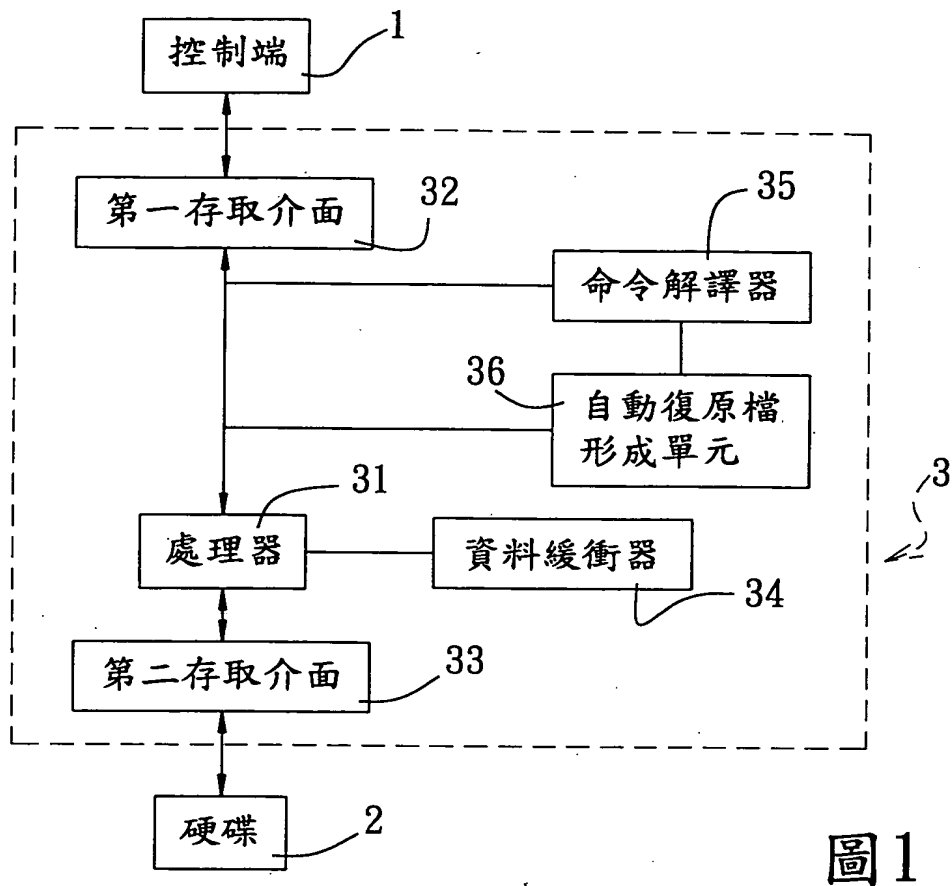 控制端
1
第一存取介面
32
35
命令解譯器
36
自動復原檔
形成單元
31
3
處理器
資料緩衝器
34
第二存取介面
33
硬碟
2
圖1